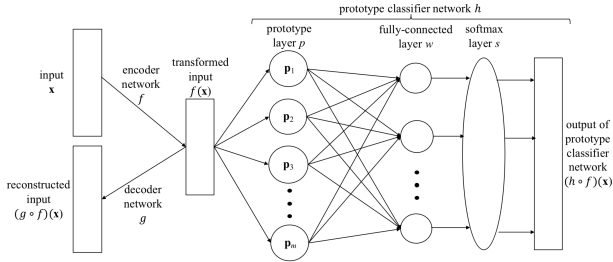 prototype classifier network h
prototype
layer p
fully-connected
layer w
softmax
layer s
transformed
input
f(x)
input
x
encoder
network
f
reconstructed
input
(g ∘ f)(x)
decoder
network
g
p₁
p₂
p₃
pₘ
output of
prototype
classifier
network
(h ∘ f)(x)